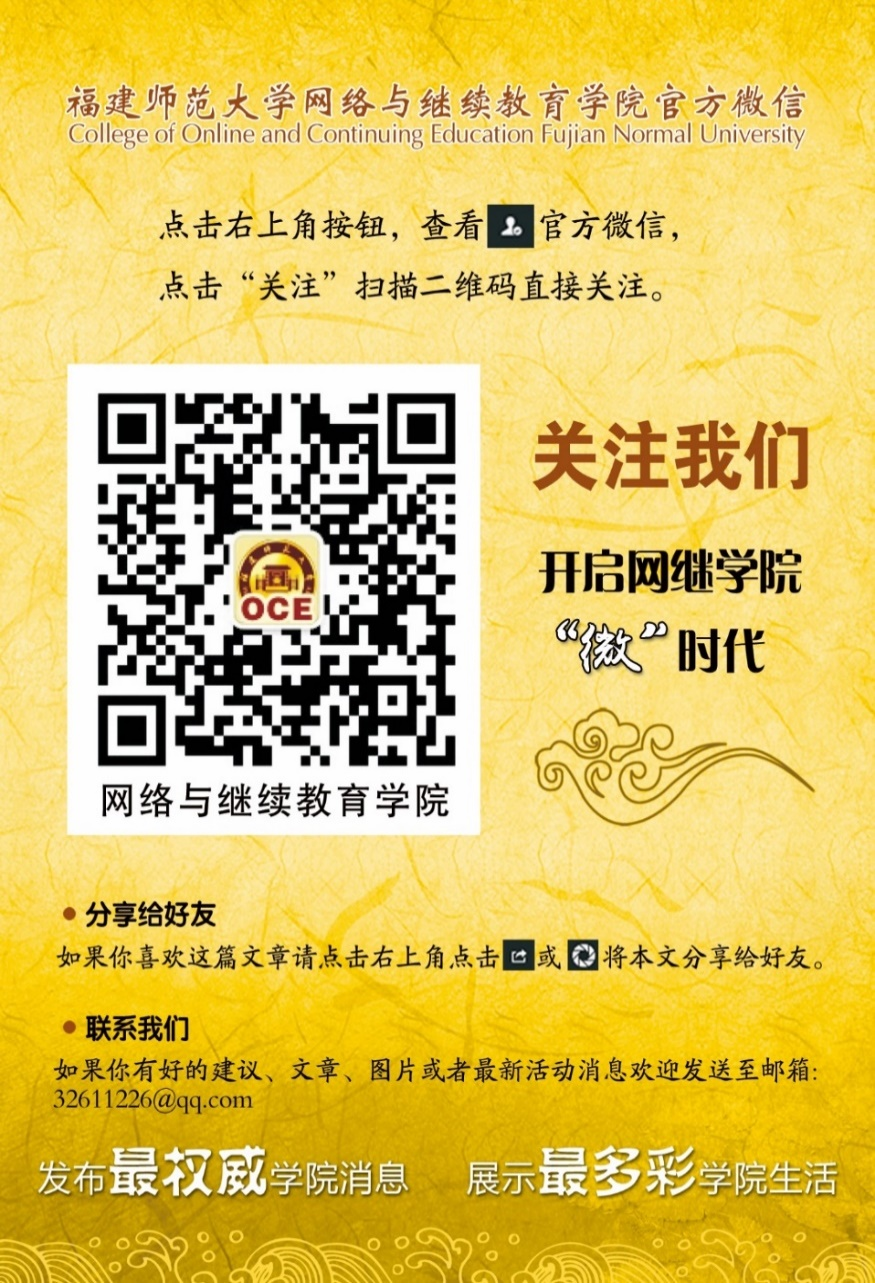 福建师范大学网络与继续教育学院官方微信
College of Online and Continuing Education Fujian Normal University
点击右上角按钮，查看官方微信，
点击“关注”扫描二维码直接关注。
OCE
网络与继续教育学院
关注我们
开启网继学院
“微”时代
分享给好友
如果你喜欢这篇文章请点击右上角点击或将本文分享给好友。
联系我们
如果你有好的建议、文章、图片或者最新活动消息欢迎发送至邮箱:
32611226@qq.com
发布最权威学院消息 展示最多彩学院生活